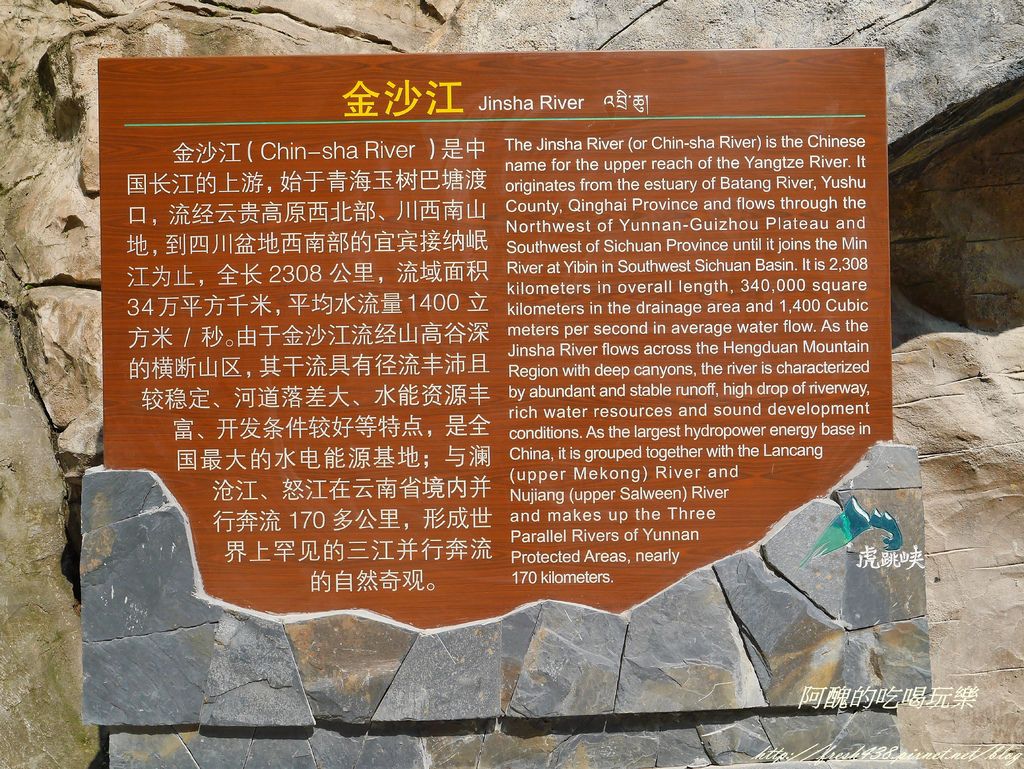 金沙江 Jinsha River འབྲི་ཆུ།
金沙江（Chin-sha River ）是中
国长江的上游，始于青海玉树巴塘渡
口，流经云贵高原西北部、川西南山
地，到四川盆地西南部的宜宾接纳岷
江为止，全长 2308 公里，流域面积
34万平方千米，平均水流量1400 立
方米 / 秒。由于金沙江流经山高谷深
的横断山区，其干流具有径流丰沛且
较稳定、河道落差大、水能资源丰
富、开发条件较好等特点，是全
国最大的水电能源基地；与澜
沧江、怒江在云南省境内并
行奔流 170 多公里，形成世
界上罕见的三江并行奔流
的自然奇观。
The Jinsha River (or Chin-sha River) is the Chinese
name for the upper reach of the Yangtze River. It
originates from the estuary of Batang River, Yushu
County, Qinghai Province and flows through the
Northwest of Yunnan-Guizhou Plateau and
Southwest of Sichuan Province until it joins the Min
River at Yibin in Southwest Sichuan Basin. It is 2,308
kilometers in overall length, 340,000 square
kilometers in the drainage area and 1,400 Cubic
meters per second in average water flow. As the
Jinsha River flows across the Hengduan Mountain
Region with deep canyons, the river is characterized
by abundant and stable runoff, high drop of riverway,
rich water resources and sound development
conditions. As the largest hydropower energy base in
China, it is grouped together with the Lancang
(upper Mekong) River and
Nujiang (upper Salween) River
and makes up the Three
Parallel Rivers of Yunnan
Protected Areas, nearly
170 kilometers.
虎跳峡
阿醜的吃喝玩樂
http://fresh438.pixnet.net/blog